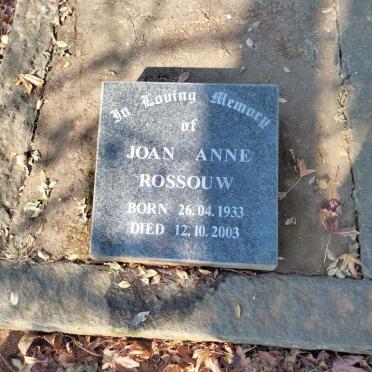 In Loving Memory
of
JOAN ANNE
ROSSOUW
BORN 26.04.1933
DIED 12.10.2003